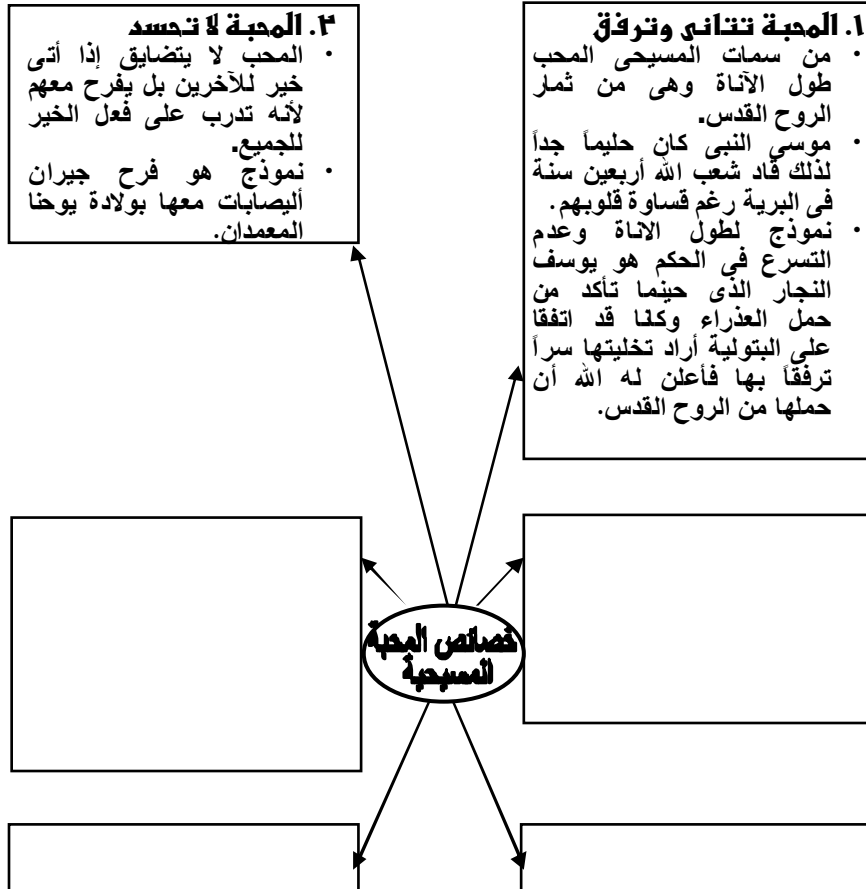 ١. المحبة تتانى وترفق
• من سمات المسيحى المحب
طول الآناة وهى من ثمار
الروح القدس.
• موسى النبى كان حليماً جداً
لذلك قاد شعب الله أربعين سنة
فى البرية رغم قساوة قلوبهم.
• نموذج لطول الاناة وعدم
التسرع فى الحكم هو يوسف
النجار الذى حينما تأكد من
حمل العذراء وكانا قد اتفقا
على البتولية أراد تخليتها سراً
ترفقاً بها فأعلن له الله أن
حملها من الروح القدس.
٢. المحبة لا تحسد
• المحب لا يتضايق إذا أتى
خير للآخرين بل يفرح معهم
لأنه تدرب على فعل الخير
للجميع.
• نموذج هو فرح جيران
أليصابات معها بولادة يوحنا
المعمدان.
خصائص المحبة
المسيحية